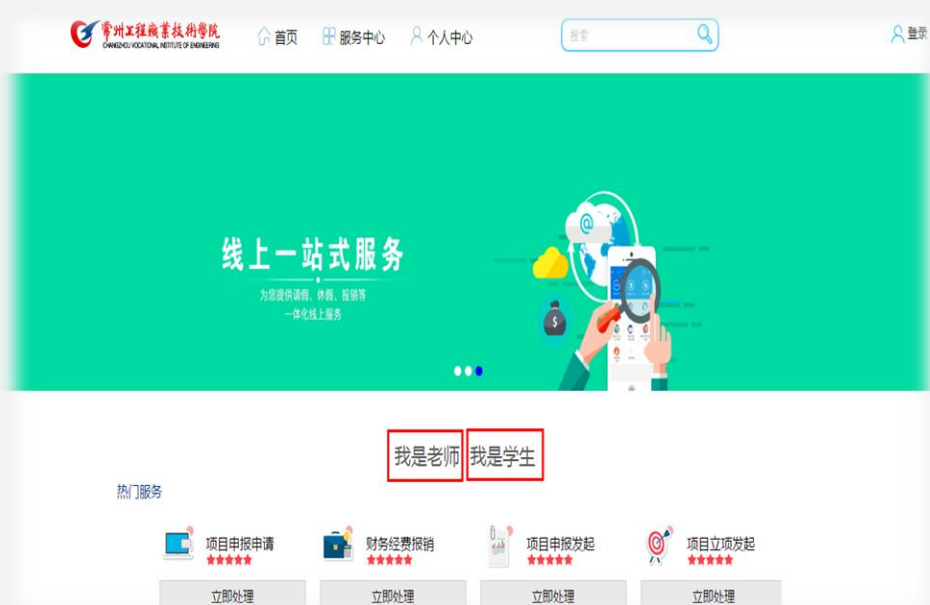 常州工程職業技術學院
CHANGZHOU VOCATIONAL INSTITUTE OF ENGINEERING
首页
服务中心
个人中心
搜索
登录
线上一站式服务
为您提供请假、休假、报销等
一体化线上服务
我是老师 我是学生
热门服务
项目申报申请
财务经费报销
项目申报发起
项目立项发起
立即处理
立即处理
立即处理
立即处理